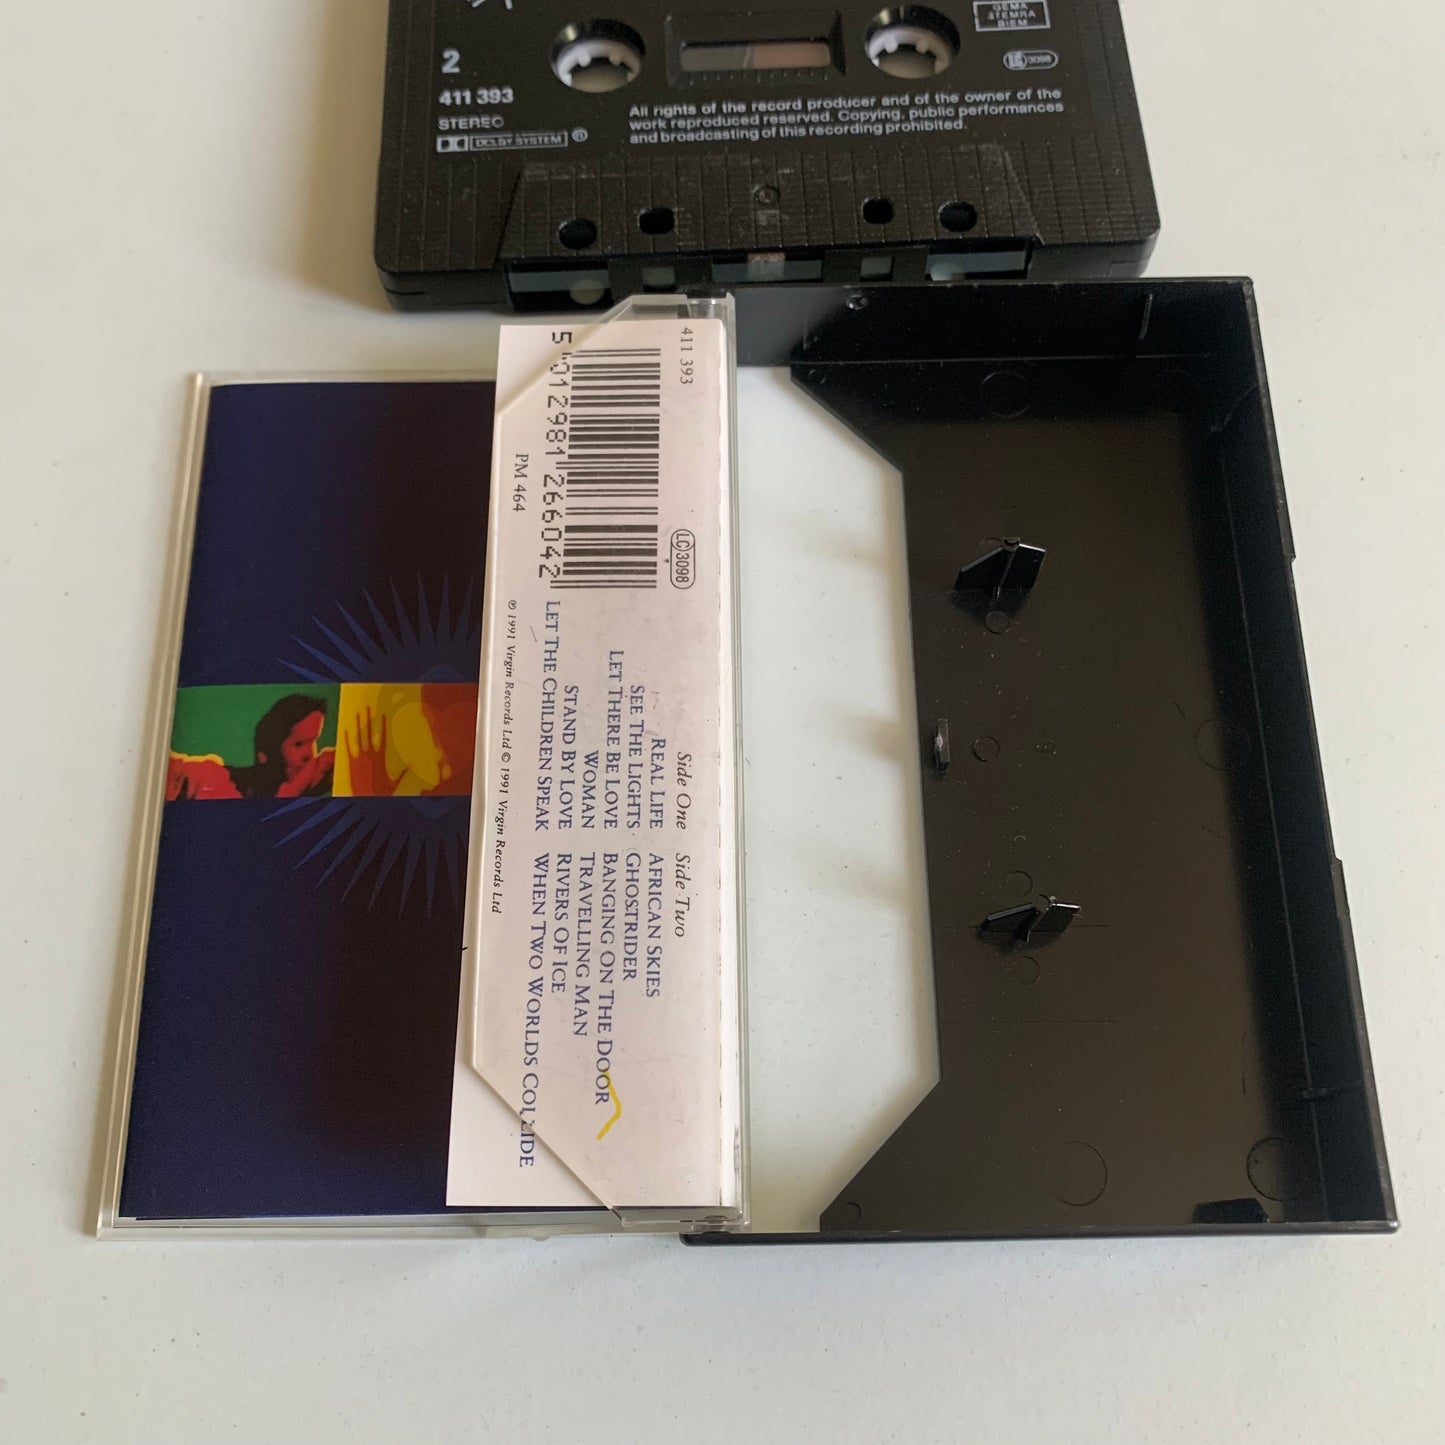 2
411 393
STEREO
DOLBY SYSTEM
All rights of the record producer and of the owner of the
work reproduced reserved. Copying, public performances
and broadcasting of this recording prohibited.
GEMA
STEMRA
BIEM
LC 3098
411 393
5 012981 266042
PM 464
LC 3098
Side One
REAL LIFE
SEE THE LIGHTS
LET THERE BE LOVE
WOMAN
STAND BY LOVE
LET THE CHILDREN SPEAK
Side Two
AFRICAN SKIES
GHOSTRIDER
BANGING ON THE DOOR
TRAVELLING MAN
RIVERS OF ICE
WHEN TWO WORLDS COLLIDE
℗ 1991 Virgin Records Ltd © 1991 Virgin Records Ltd